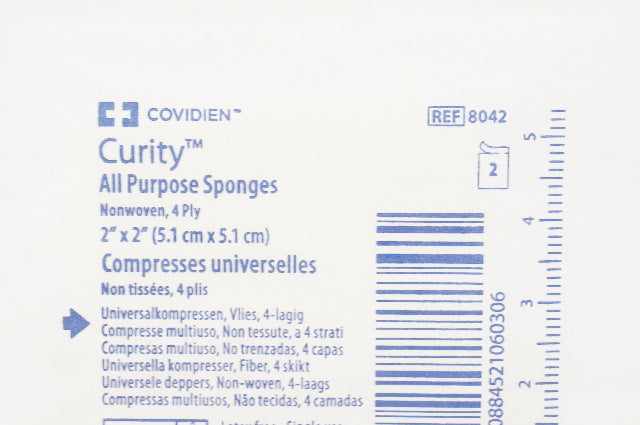 COVIDIEN™
REF 8042
Curity™
All Purpose Sponges
2
Nonwoven, 4 Ply
2" x 2" (5.1 cm x 5.1 cm)
Compresses universelles
Non tissées, 4 plis
Universalkompressen, Vlies, 4-lagig
Compresse multiuso, Non tessute, a 4 strati
Compresas multiuso, No trenzadas, 4 capas
Universella kompresser, Fiber, 4 skikt
Universele deppers, Non-woven, 4-laags
Compressas multiusos, Não tecidas, 4 camadas
0884521060306
5
4
3
2